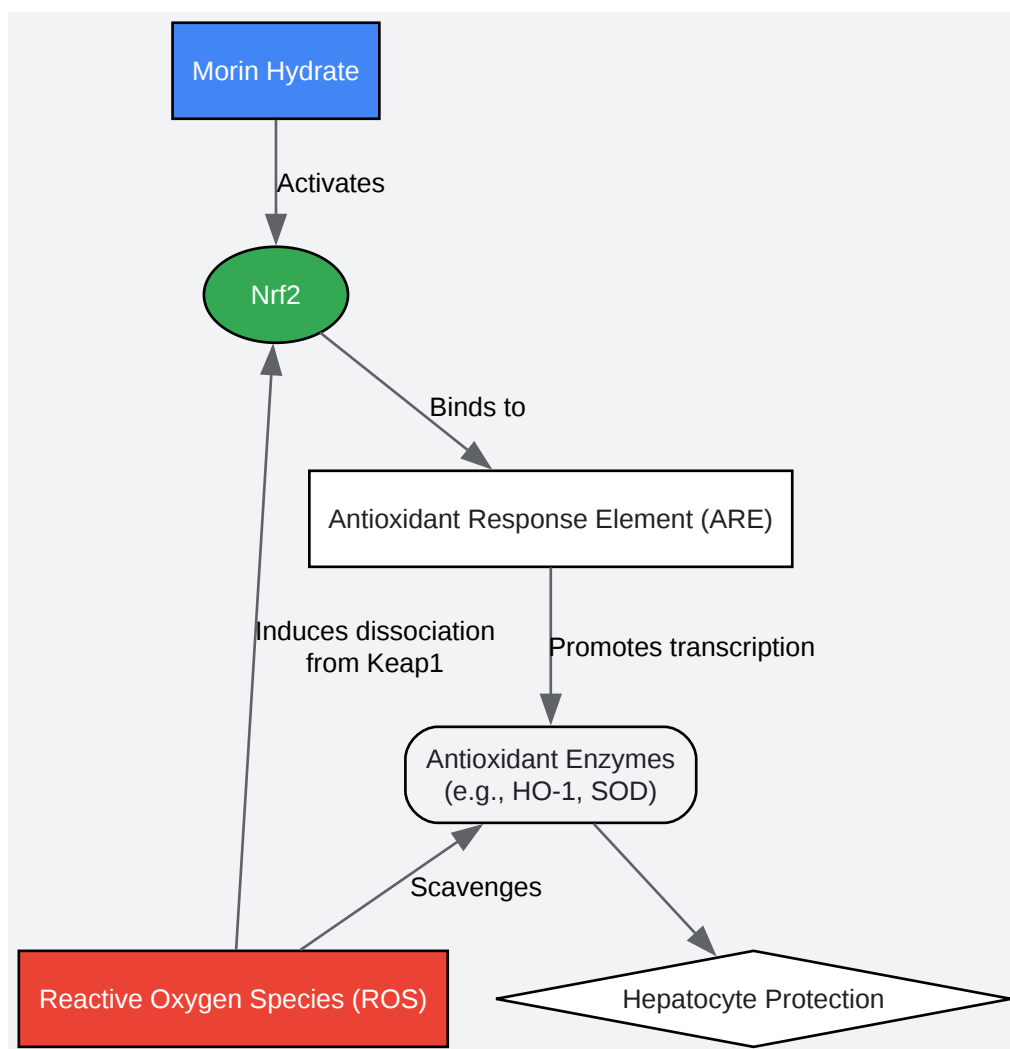 Morin Hydrate
Activates
Nrf2
Binds to
Antioxidant Response Element (ARE)
Induces dissociation
from Keap1
Promotes transcription
Antioxidant Enzymes
(e.g., HO-1, SOD)
Scavenges
Reactive Oxygen Species (ROS)
Hepatocyte Protection